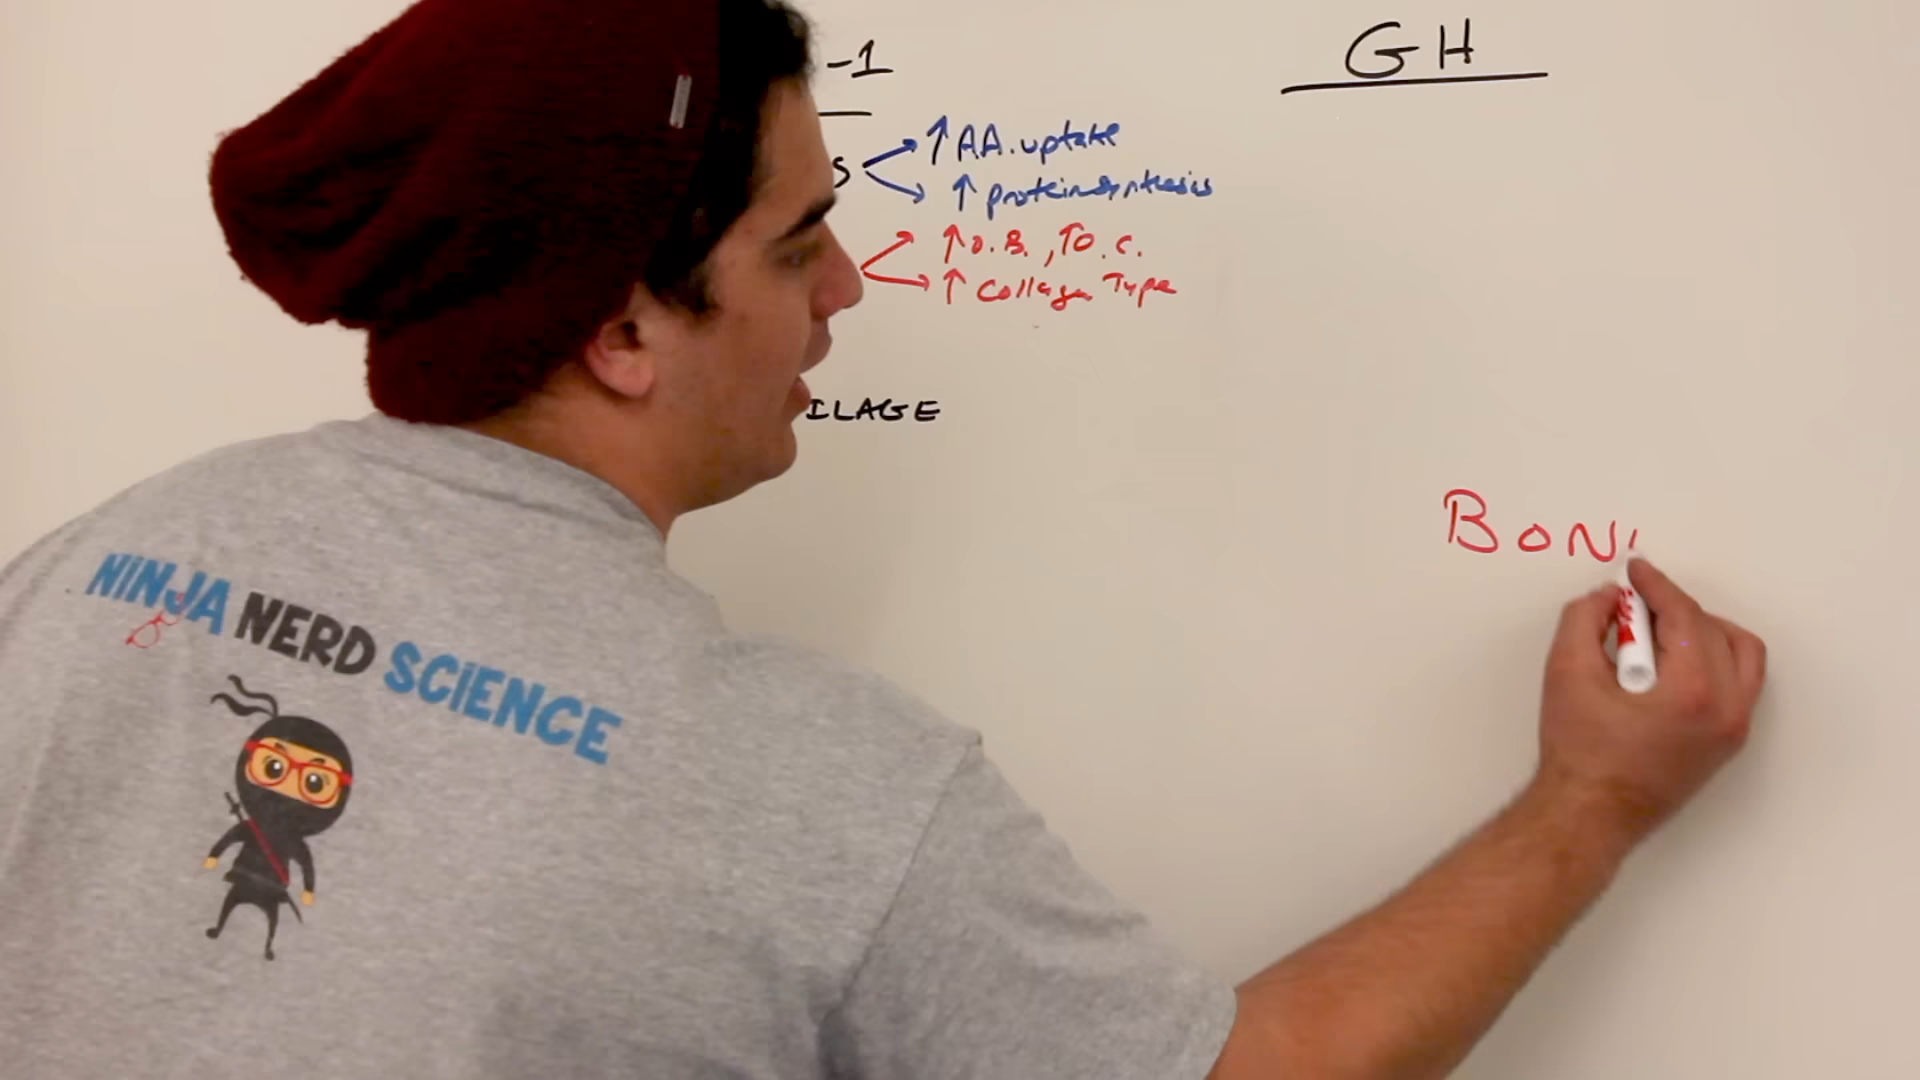 -1
GH
S
↑ A.A. uptake
↑ protein synthesis
↑ O.B., ↑O.C.
↑ Collagen Type
ILAGE
BON
NINJA NERD SCIENCE